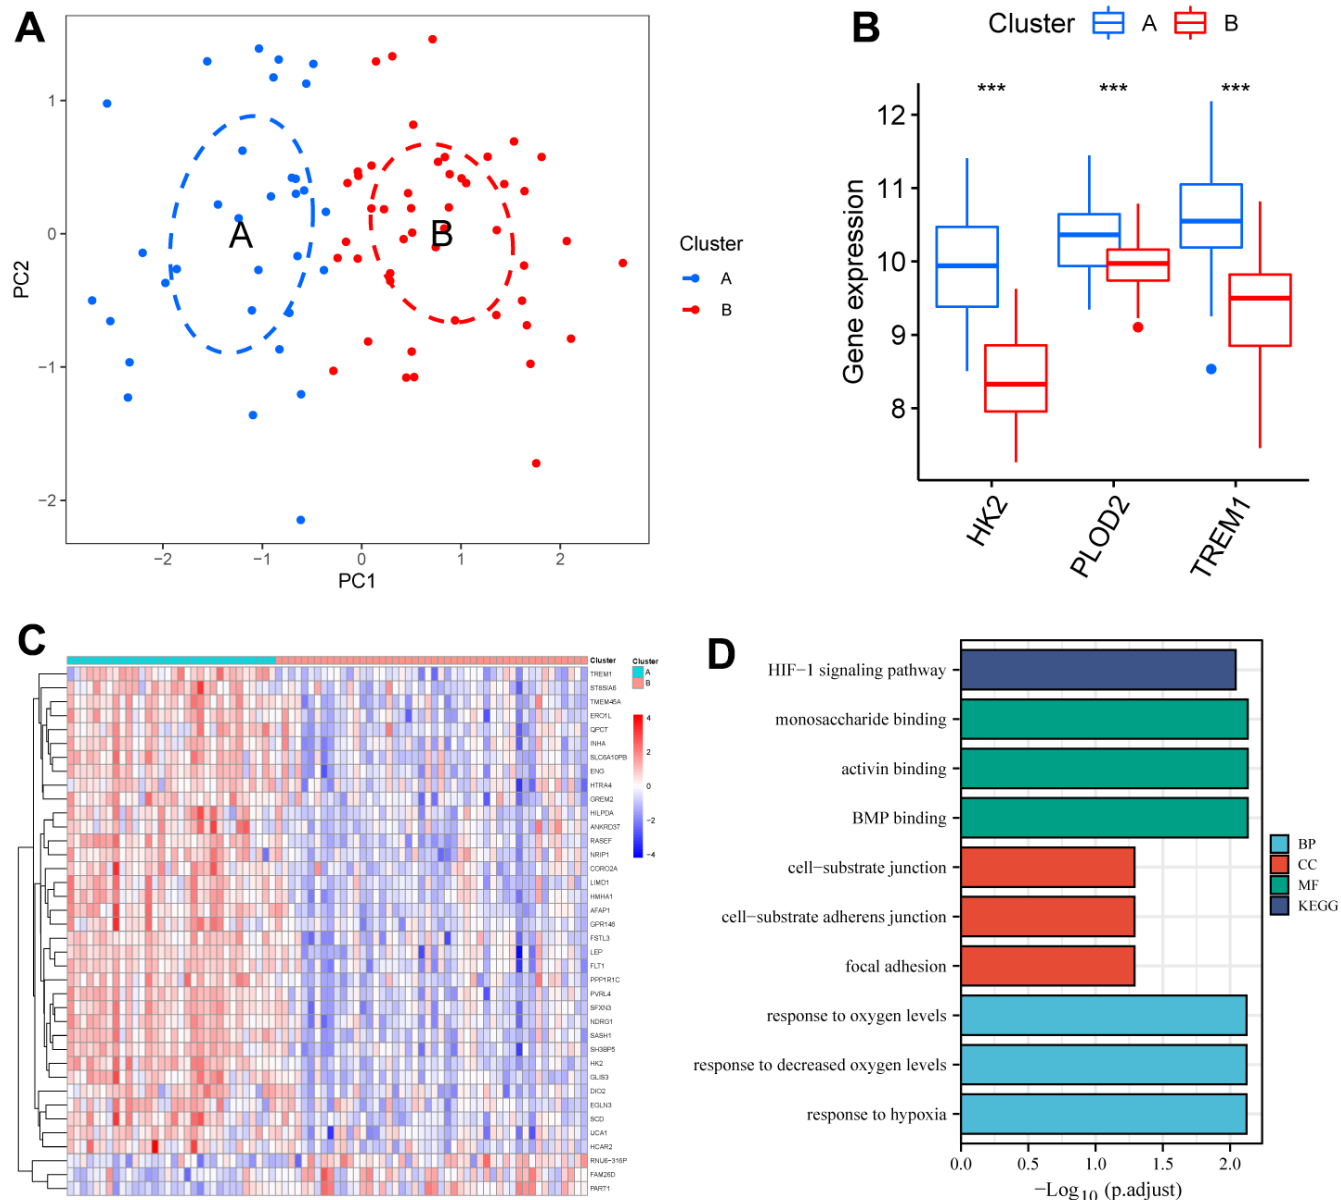 A
1
0
−1
−2
PC2
−2
−1
0
1
2
PC1
A
B
Cluster
A
B
B
Cluster A B
*** *** ***
12
11
10
9
8
Gene expression
HK2
PLOD2
TREM1
C
Cluster
TREM1
ST8SIA6
TMEM45A
ERO1L
QPCT
INHA
SLC6A10PB
ENG
HTRA4
GREM2
HILPDA
ANKRD37
RASEF
NRIP1
CORO2A
LIMD1
HMHA1
AFAP1
GPR146
FSTL3
LEP
FLT1
PPP1R1C
PVRL4
SFXN3
NDRG1
SASH1
SH3BP5
HK2
GLIS3
DIO2
EGLN3
SCD
UCA1
HCAR2
RNU6−316P
FAM26D
PART1
Cluster
A
B
4
2
0
−2
−4
D
HIF−1 signaling pathway
monosaccharide binding
activin binding
BMP binding
cell−substrate junction
cell−substrate adherens junction
focal adhesion
response to oxygen levels
response to decreased oxygen levels
response to hypoxia
0.0 0.5 1.0 1.5 2.0
−Log10 (p.adjust)
BP
CC
MF
KEGG